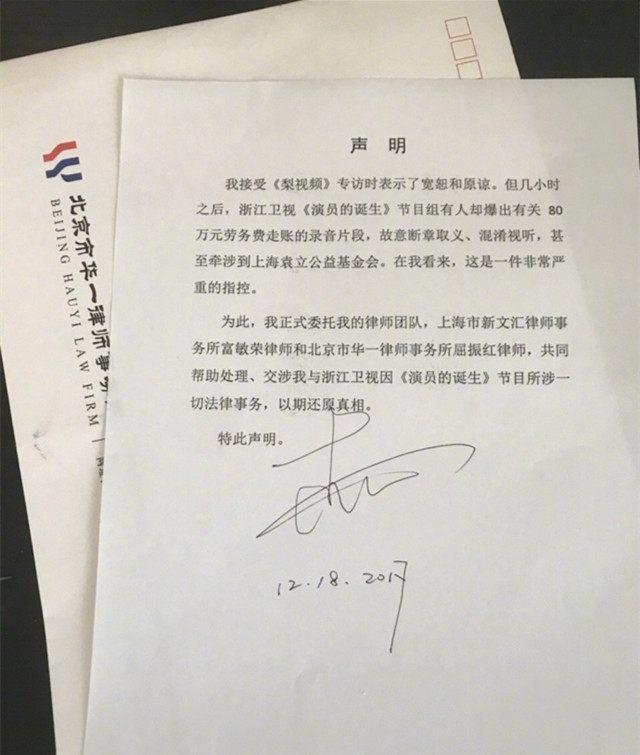 声 明
我接受《梨视频》专访时表示了宽恕和原谅。但几小时
之后，浙江卫视《演员的诞生》节目组有人却爆出有关 80
万元劳务费走账的录音片段，故意断章取义、混淆视听，甚
至牵涉到上海袁立公益基金会。在我看来，这是一件非常严
重的指控。
为此，我正式委托我的律师团队，上海市新文汇律师事
务所富敏荣律师和北京市华一律师事务所屈振红律师，共同
帮助处理、交涉我与浙江卫视因《演员的诞生》节目所涉一
切法律事务，以期还原真相。
特此声明。
12.18.2017
北京市华一律师事
BEIJING HAUYI LAW FIRM